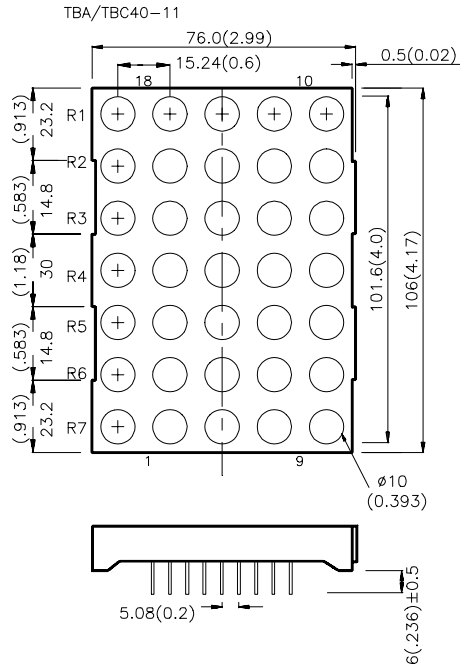 TBA/TBC40-11
76.0(2.99)
15.24(0.6)
0.5(0.02)
18
10
R1
R2
R3
R4
R5
R6
R7
23.2
(.913)
14.8
(.583)
30
(1.18)
14.8
(.583)
23.2
(.913)
101.6(4.0)
106(4.17)
1
9
ø10
(0.393)
5.08(0.2)
6(.236)±0.5